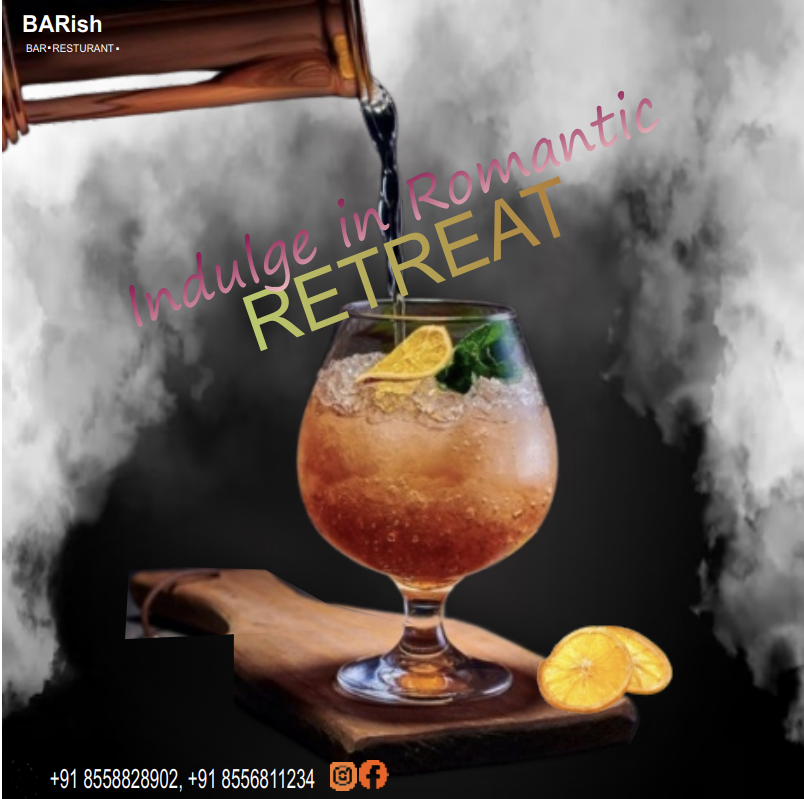 BARish
BAR•RESTURANT•
Indulge in Romantic
RETREAT
+91 8558828902, +91 8556811234